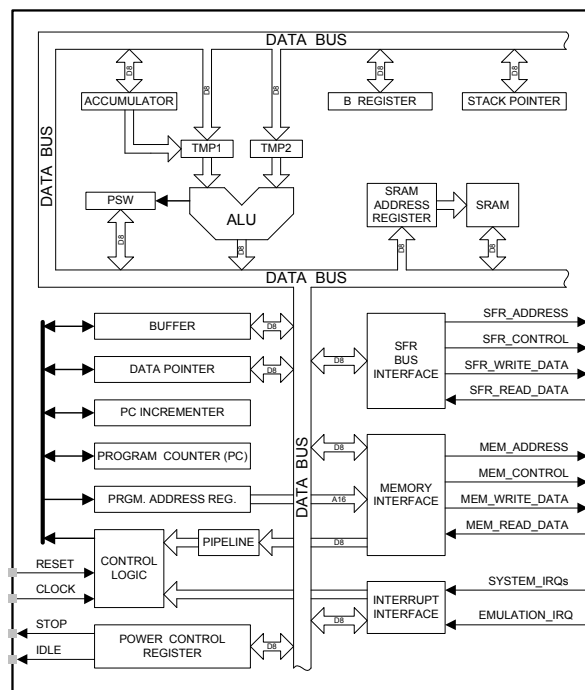 DATA BUS
D8
D8
D8
D8
D8
ACCUMULATOR
B REGISTER
STACK POINTER
DATA BUS
TMP1
TMP2
PSW
ALU
SRAM
ADDRESS
REGISTER
SRAM
D8
D8
D8
D8
DATA BUS
BUFFER
D8
DATA POINTER
D8
PC INCREMENTER
PROGRAM COUNTER (PC)
PRGM. ADDRESS REG.
A16
DATA BUS
D8
SFR
BUS
INTERFACE
SFR_ADDRESS
SFR_CONTROL
SFR_WRITE_DATA
SFR_READ_DATA
D8
MEMORY
INTERFACE
MEM_ADDRESS
MEM_CONTROL
MEM_WRITE_DATA
MEM_READ_DATA
RESET
CLOCK
CONTROL
LOGIC
PIPELINE
D8
INTERRUPT
INTERFACE
SYSTEM_IRQs
EMULATION_IRQ
D8
STOP
IDLE
POWER CONTROL
REGISTER
D8